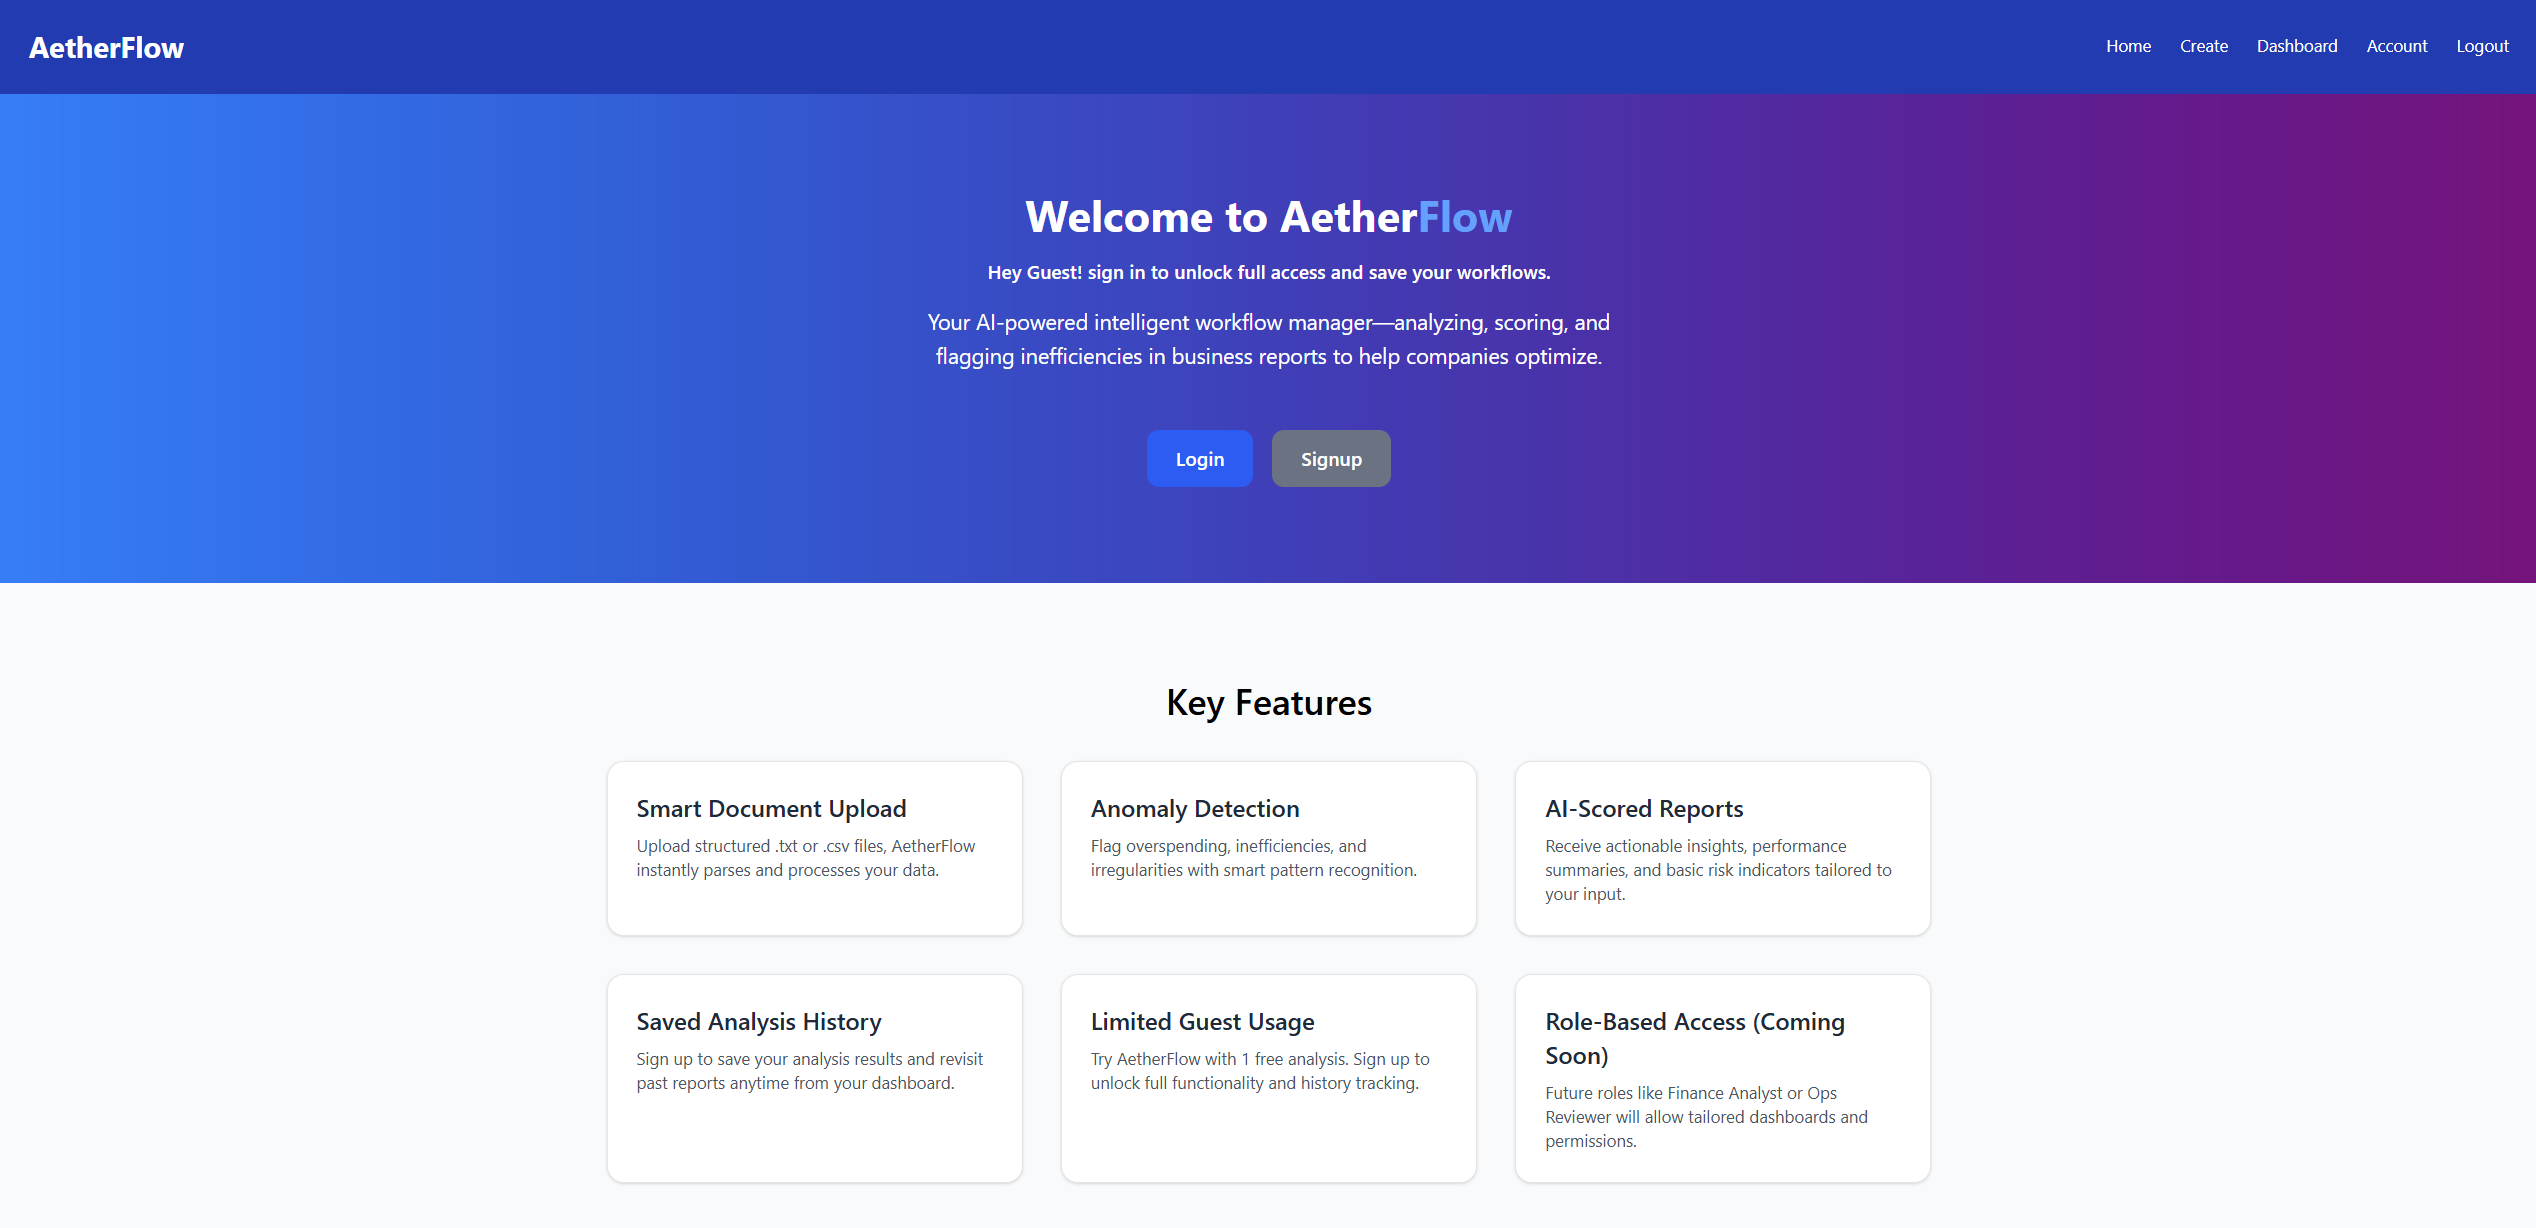 AetherFlow
Home Create Dashboard Account Logout
Welcome to AetherFlow
Hey Guest! sign in to unlock full access and save your workflows.
Your AI-powered intelligent workflow manager—analyzing, scoring, and
flagging inefficiencies in business reports to help companies optimize.
Login
Signup
Key Features
Smart Document Upload
Upload structured .txt or .csv files, AetherFlow
instantly parses and processes your data.
Anomaly Detection
Flag overspending, inefficiencies, and
irregularities with smart pattern recognition.
AI-Scored Reports
Receive actionable insights, performance
summaries, and basic risk indicators tailored to
your input.
Saved Analysis History
Sign up to save your analysis results and revisit
past reports anytime from your dashboard.
Limited Guest Usage
Try AetherFlow with 1 free analysis. Sign up to
unlock full functionality and history tracking.
Role-Based Access (Coming
Soon)
Future roles like Finance Analyst or Ops
Reviewer will allow tailored dashboards and
permissions.